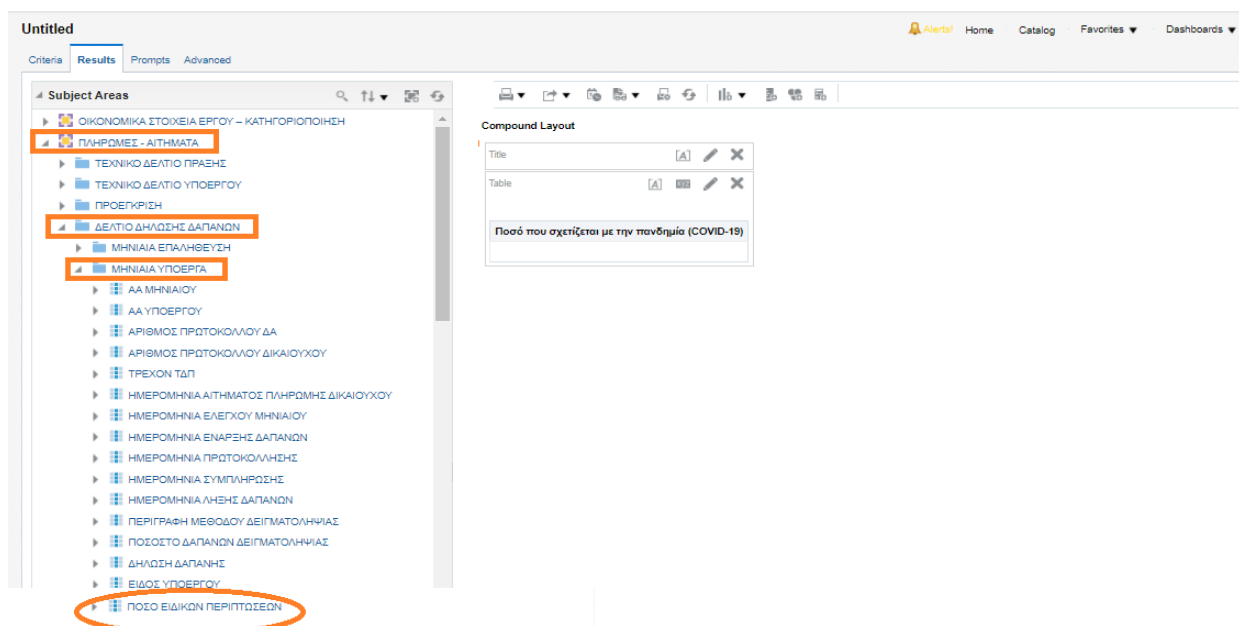 Untitled
Alerts! Home Catalog Favorites Dashboards
Criteria Results Prompts Advanced
Subject Areas
ΟΙΚΟΝΟΜΙΚΑ ΣΤΟΙΧΕΙΑ ΕΡΓΟΥ – ΚΑΤΗΓΟΡΙΟΠΟΙΗΣΗ
ΠΛΗΡΩΜΕΣ - ΑΙΤΗΜΑΤΑ
ΤΕΧΝΙΚΟ ΔΕΛΤΙΟ ΠΡΑΞΗΣ
ΤΕΧΝΙΚΟ ΔΕΛΤΙΟ ΥΠΟΕΡΓΟΥ
ΠΡΟΕΓΚΡΙΣΗ
ΔΕΛΤΙΟ ΔΗΛΩΣΗΣ ΔΑΠΑΝΩΝ
ΜΗΝΙΑΙΑ ΕΠΑΛΗΘΕΥΣΗ
ΜΗΝΙΑΙΑ ΥΠΟΕΡΓΑ
ΑΑ ΜΗΝΙΑΙΟΥ
ΑΑ ΥΠΟΕΡΓΟΥ
ΑΡΙΘΜΟΣ ΠΡΩΤΟΚΟΛΛΟΥ ΔΑ
ΑΡΙΘΜΟΣ ΠΡΩΤΟΚΟΛΛΟΥ ΔΙΚΑΙΟΥΧΟΥ
ΤΡΕΧΟΝ ΤΔΠ
ΗΜΕΡΟΜΗΝΙΑ ΑΙΤΗΜΑΤΟΣ ΠΛΗΡΩΜΗΣ ΔΙΚΑΙΟΥΧΟΥ
ΗΜΕΡΟΜΗΝΙΑ ΕΛΕΓΧΟΥ ΜΗΝΙΑΙΟΥ
ΗΜΕΡΟΜΗΝΙΑ ΕΝΑΡΞΗΣ ΔΑΠΑΝΩΝ
ΗΜΕΡΟΜΗΝΙΑ ΠΡΩΤΟΚΟΛΛΗΣΗΣ
ΗΜΕΡΟΜΗΝΙΑ ΣΥΜΠΛΗΡΩΣΗΣ
ΗΜΕΡΟΜΗΝΙΑ ΛΗΞΗΣ ΔΑΠΑΝΩΝ
ΠΕΡΙΓΡΑΦΗ ΜΕΘΟΔΟΥ ΔΕΙΓΜΑΤΟΛΗΨΙΑΣ
ΠΟΣΟΣΤΟ ΔΑΠΑΝΩΝ ΔΕΙΓΜΑΤΟΛΗΨΙΑΣ
ΔΗΛΩΣΗ ΔΑΠΑΝΗΣ
ΕΙΔΟΣ ΥΠΟΕΡΓΟΥ
ΠΟΣΟ ΕΙΔΙΚΩΝ ΠΕΡΙΠΤΩΣΕΩΝ
Compound Layout
Title
Table
Ποσό που σχετίζεται με την πανδημία (COVID-19)